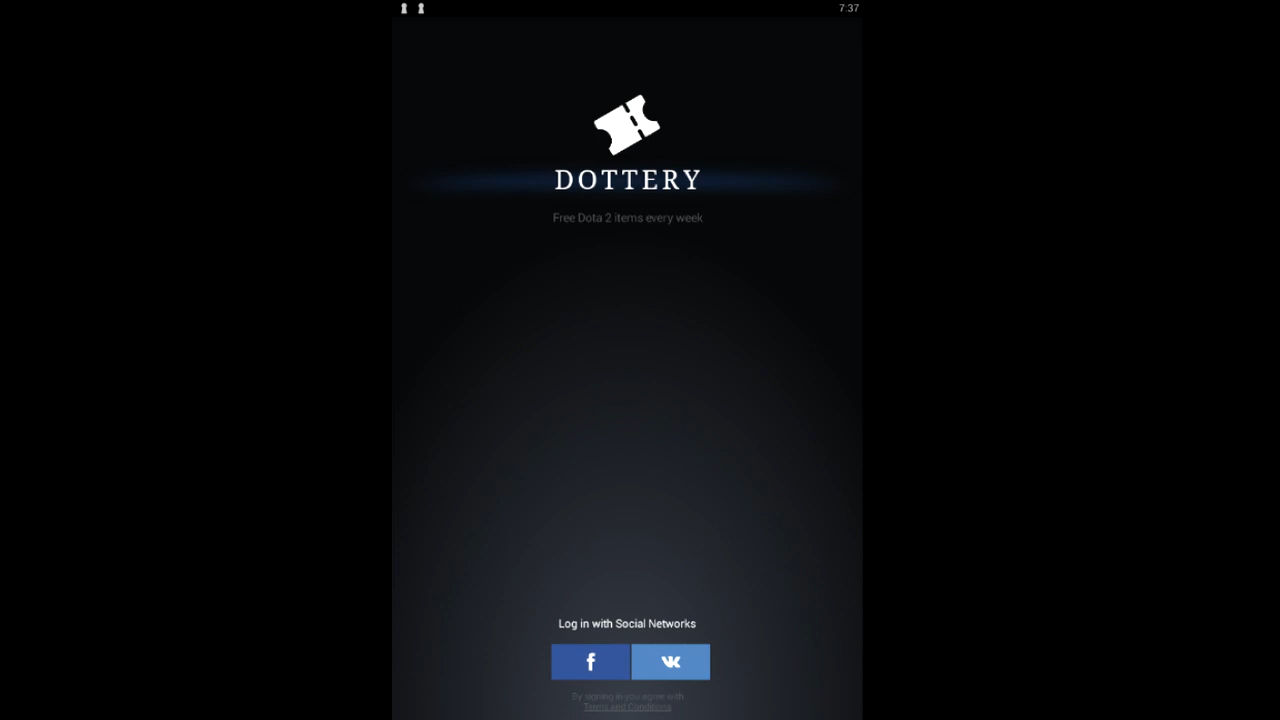 7:37
DOTTERY
Free Dota 2 items every week
Log in with Social Networks
By signing in you agree with
Terms and Conditions